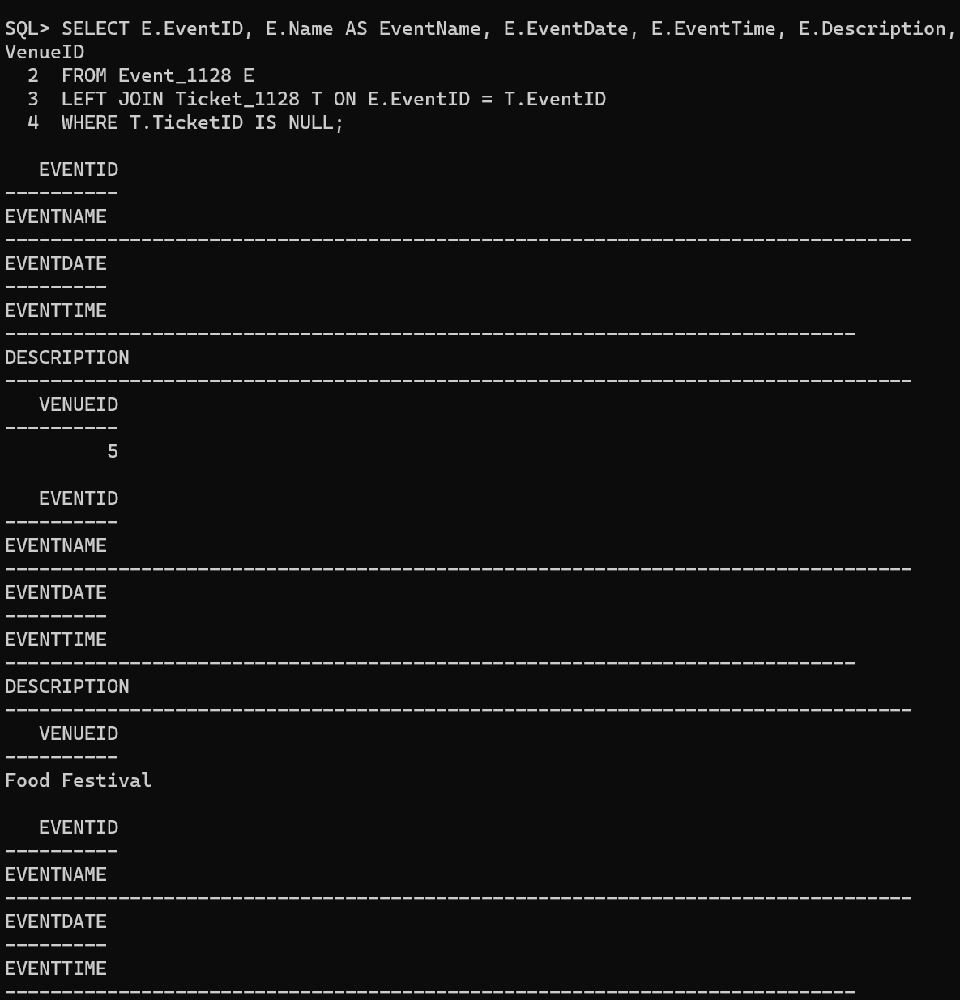 SQL> SELECT E.EventID, E.Name AS EventName, E.EventDate, E.EventTime, E.Description,
VenueID
  2  FROM Event_1128 E
  3  LEFT JOIN Ticket_1128 T ON E.EventID = T.EventID
  4  WHERE T.TicketID IS NULL;

   EVENTID
----------
EVENTNAME
--------------------------------------------------------------------------------
EVENTDATE
---------
EVENTTIME
---------------------------------------------------------------------------
DESCRIPTION
--------------------------------------------------------------------------------
   VENUEID
----------
         5

   EVENTID
----------
EVENTNAME
--------------------------------------------------------------------------------
EVENTDATE
---------
EVENTTIME
---------------------------------------------------------------------------
DESCRIPTION
--------------------------------------------------------------------------------
   VENUEID
----------
Food Festival

   EVENTID
----------
EVENTNAME
--------------------------------------------------------------------------------
EVENTDATE
---------
EVENTTIME
---------------------------------------------------------------------------